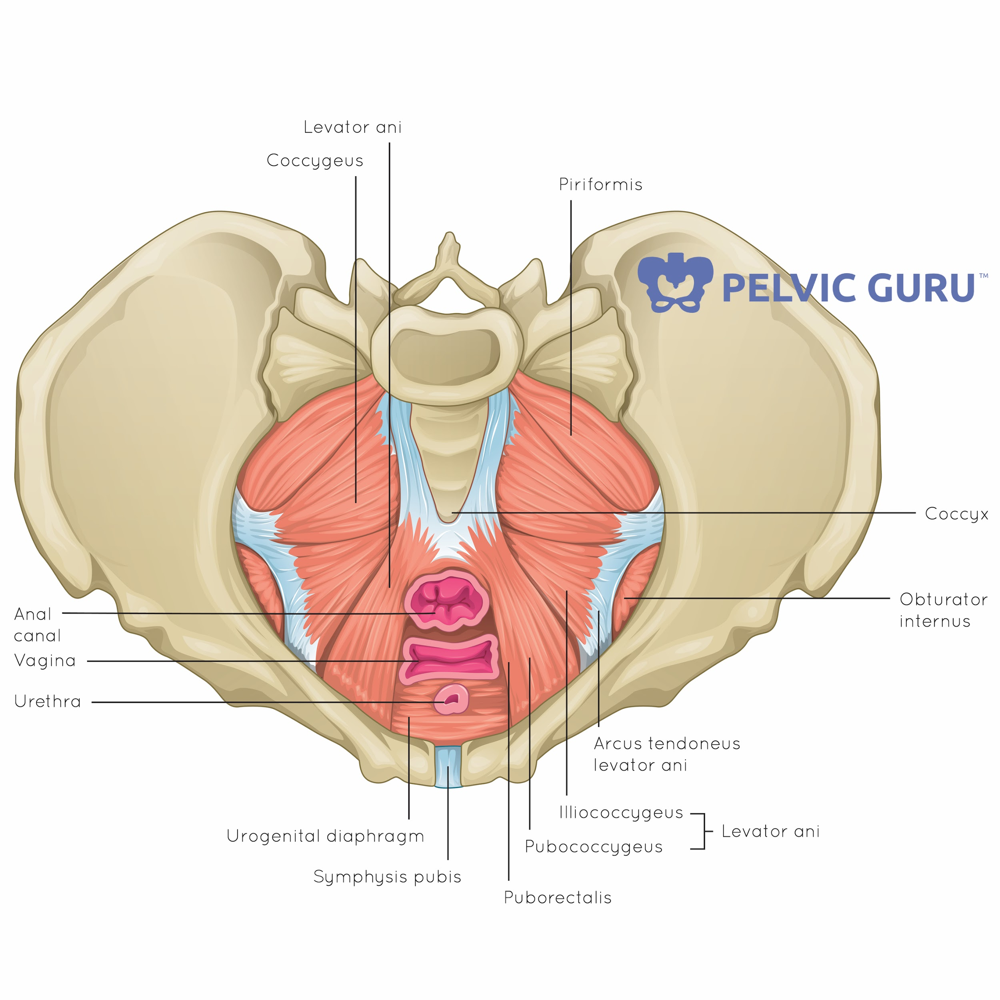 Levator ani
Coccygeus
Piriformis
PELVIC GURU™
Coccyx
Obturator
internus
Anal
canal
Vagina
Urethra
Arcus tendoneus
levator ani
Illiococcygeus
Levator ani
Urogenital diaphragm
Pubococcygeus
Symphysis pubis
Puborectalis